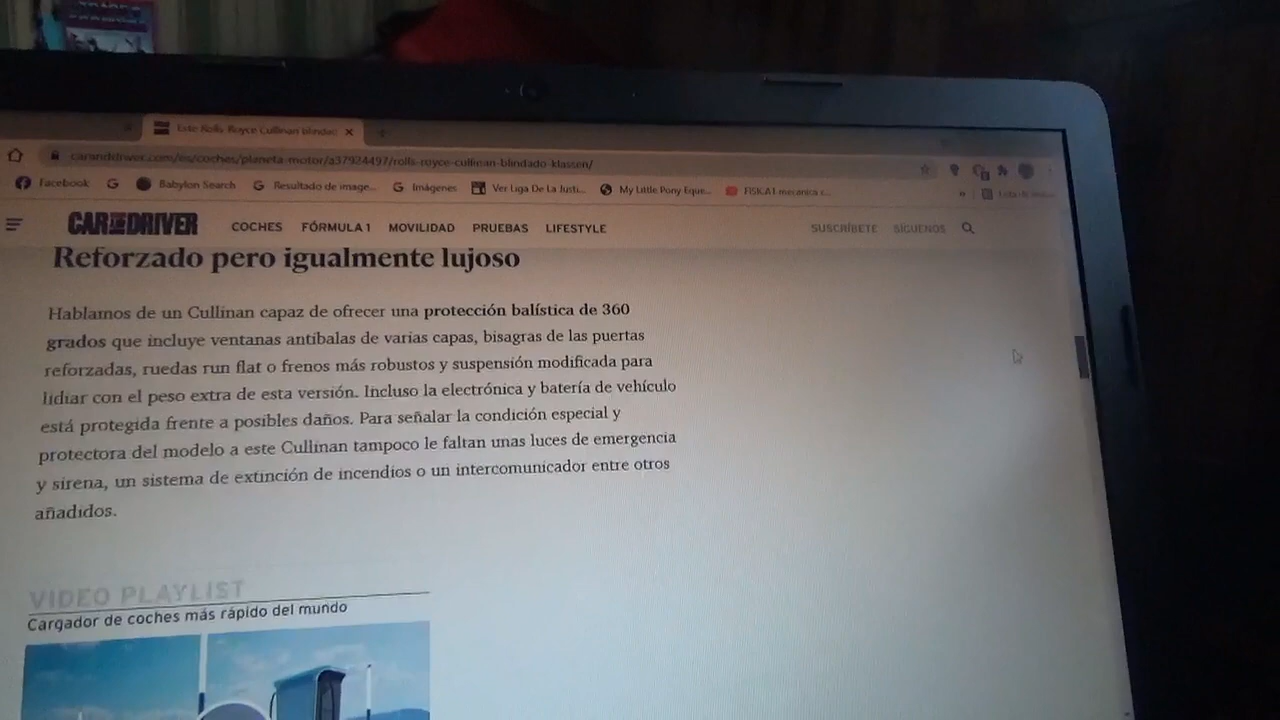 Este Rolls Royce Cullinan blindad
carandriver.com/es/coches/planeta-motor/a37924497/rolls-royce-cullinan-blindado-klassen/
Facebook
Babylon Search
Resultado de image...
Imágenes
Ver Liga De La Justi...
My Little Pony Eque...
FISICA I mecanica c...
CAR AND DRIVER
COCHES
FÓRMULA 1
MOVILIDAD
PRUEBAS
LIFESTYLE
SUSCRÍBETE
SÍGUENOS
Reforzado pero igualmente lujoso
Hablamos de un Cullinan capaz de ofrecer una protección balística de 360
grados que incluye ventanas antibalas de varias capas, bisagras de las puertas
reforzadas, ruedas run flat o frenos más robustos y suspensión modificada para
lidiar con el peso extra de esta versión. Incluso la electrónica y batería de vehículo
está protegida frente a posibles daños. Para señalar la condición especial y
protectora del modelo a este Cullinan tampoco le faltan unas luces de emergencia
y sirena, un sistema de extinción de incendios o un intercomunicador entre otros
añadidos.
VIDEO PLAYLIST
Cargador de coches más rápido del mundo